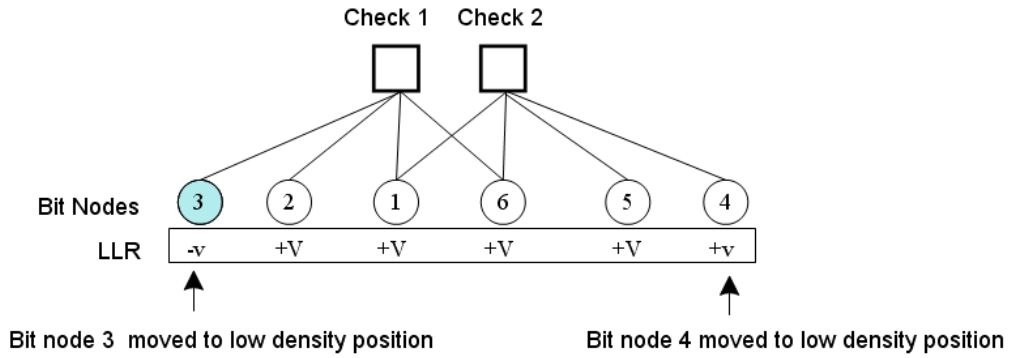 Check 1 Check 2
Bit Nodes 3 2 1 6 5 4
LLR -v +V +V +V +V +v
Bit node 3 moved to low density position Bit node 4 moved to low density position